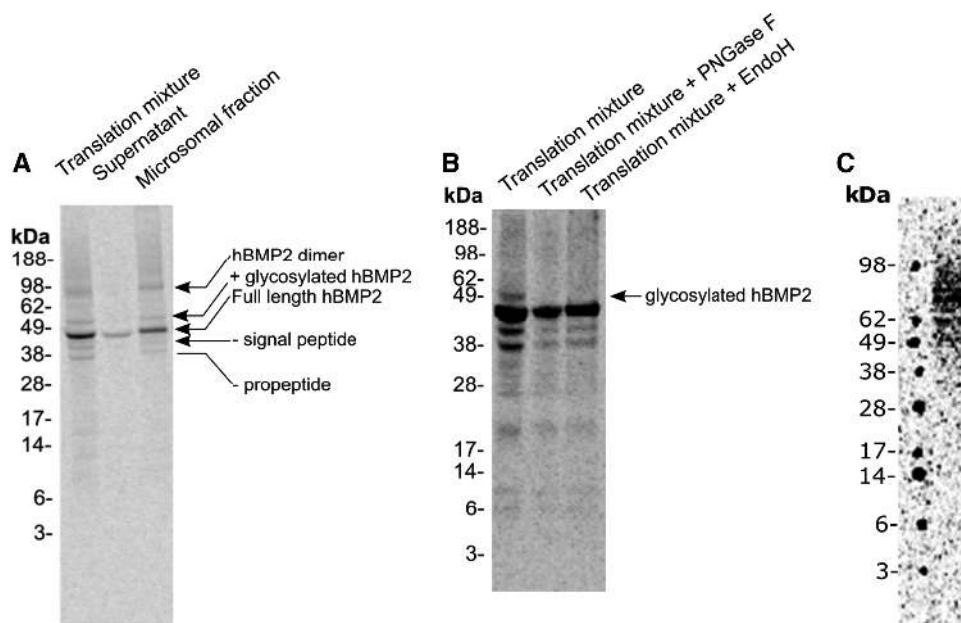 A
Translation mixture
Supernatant
Microsomal fraction
kDa
188-
98-
62-
49-
38-
28-
17-
14-
6-
3-
hBMP2 dimer
+ glycosylated hBMP2
Full length hBMP2
- signal peptide
- propeptide
B
Translation mixture
Translation mixture + PNGase F
Translation mixture + EndoH
kDa
188-
98-
62-
49-
38-
28-
17-
14-
6-
3-
glycosylated hBMP2
C
kDa
98-
62-
49-
38-
28-
17-
14-
6-
3-